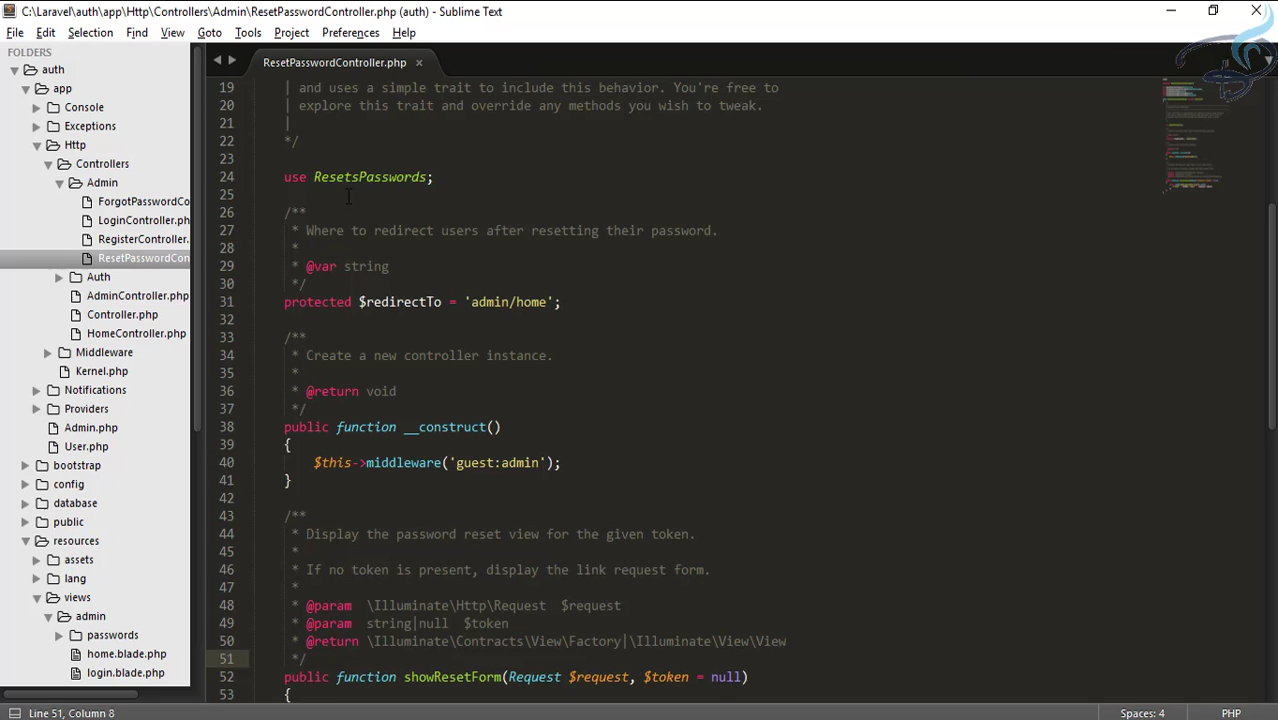 C:\Laravel\auth\app\Http\Controllers\Admin\ResetPasswordController.php (auth) - Sublime Text
File Edit Selection Find View Goto Tools Project Preferences Help
FOLDERS
auth
app
Console
Exceptions
Http
Controllers
Admin
ForgotPasswordCo
LoginController.ph
RegisterController.
ResetPasswordCon
Auth
AdminController.php
Controller.php
HomeController.php
Middleware
Kernel.php
Notifications
Providers
Admin.php
User.php
bootstrap
config
database
public
resources
assets
lang
views
admin
passwords
home.blade.php
login.blade.php
ResetPasswordController.php ×
19 | and uses a simple trait to include this behavior. You're free to
20 | explore this trait and override any methods you wish to tweak.
21 |
22 */
23
24 use ResetsPasswords;
25
26 /**
27 * Where to redirect users after resetting their password.
28 *
29 * @var string
30 */
31 protected $redirectTo = 'admin/home';
32
33 /**
34 * Create a new controller instance.
35 *
36 * @return void
37 */
38 public function __construct()
39 {
40 $this->middleware('guest:admin');
41 }
42
43 /**
44 * Display the password reset view for the given token.
45 *
46 * If no token is present, display the link request form.
47 *
48 * @param \Illuminate\Http\Request $request
49 * @param string|null $token
50 * @return \Illuminate\Contracts\View\Factory|\Illuminate\View\View
51 */
52 public function showResetForm(Request $request, $token = null)
53 {
Line 51, Column 8 Spaces: 4 PHP